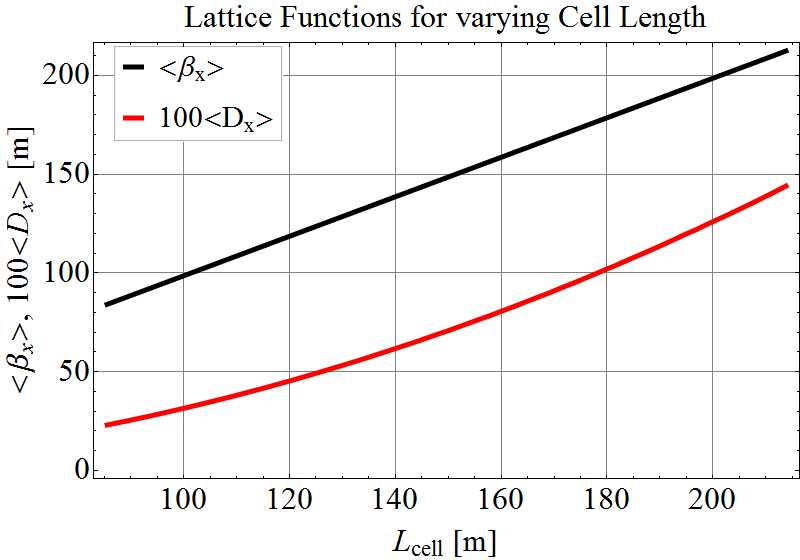 Lattice Functions for varying Cell Length
<βx>
100<Dx>
<βx>, 100<Dx> [m]
200
150
100
50
0
100 120 140 160 180 200
Lcell [m]